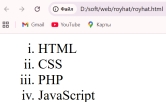 Файл D:/soft/web/royhat/royhat.html
Gmail YouTube Карты
i. HTML
ii. CSS
iii. PHP
iv. JavaScript